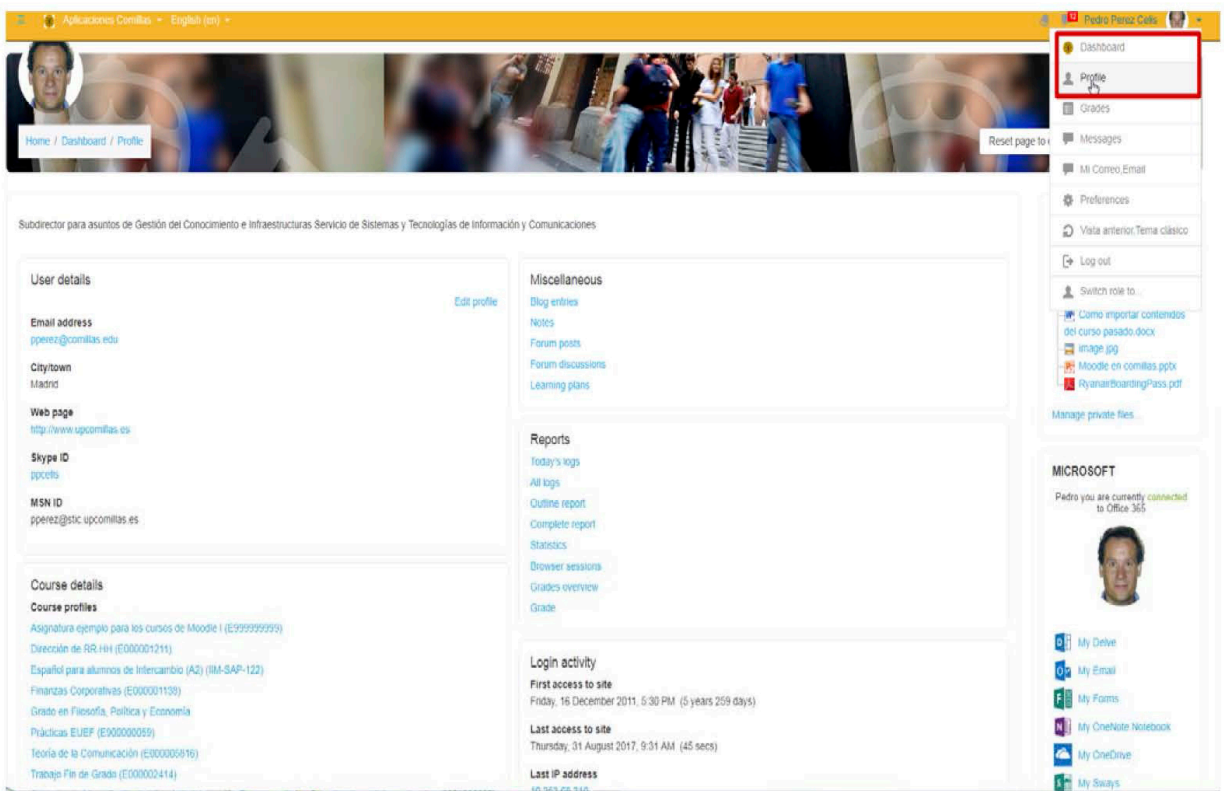 Aplicaciones Comillas English (en)
12 Pedro Perez Celis
Dashboard
Profile
Grades
Messages
Mi Correo,Email
Preferences
Vista anterior,Tema clásico
Log out
Switch role to...
Home / Dashboard / Profile
Reset page to
Subdirector para asuntos de Gestión del Conocimiento e Infraestructuras Servicio de Sistemas y Tecnologías de Información y Comunicaciones
User details
Edit profile
Email address
pperez@comillas.edu
City/town
Madrid
Web page
http://www.upcomillas.es
Skype ID
ppcelis
MSN ID
pperez@stic.upcomillas.es
Course details
Course profiles
Asignatura ejemplo para los cursos de Moodle I (E999999999)
Dirección de RR.HH (E000001211)
Español para alumnos de Intercambio (A2) (IIM-SAP-122)
Finanzas Corporativas (E000001139)
Grado en Filosofía, Política y Economía
Prácticas EUEF (E900000059)
Teoría de la Comunicación (E000005816)
Trabajo Fin de Grado (E000002414)
Miscellaneous
Blog entries
Notes
Forum posts
Forum discussions
Learning plans
Reports
Today's logs
All logs
Outline report
Complete report
Statistics
Browser sessions
Grades overview
Grade
Login activity
First access to site
Friday, 16 December 2011, 5:30 PM (5 years 259 days)
Last access to site
Thursday, 31 August 2017, 9:31 AM (45 secs)
Last IP address
Como importar contenidos
del curso pasado.docx
image.jpg
Moodle en comillas.pptx
RyanairBoardingPass.pdf
Manage private files...
MICROSOFT
Pedro you are currently connected
to Office 365
My Delve
My Email
My Forms
My OneNote Notebook
My OneDrive
My Sways